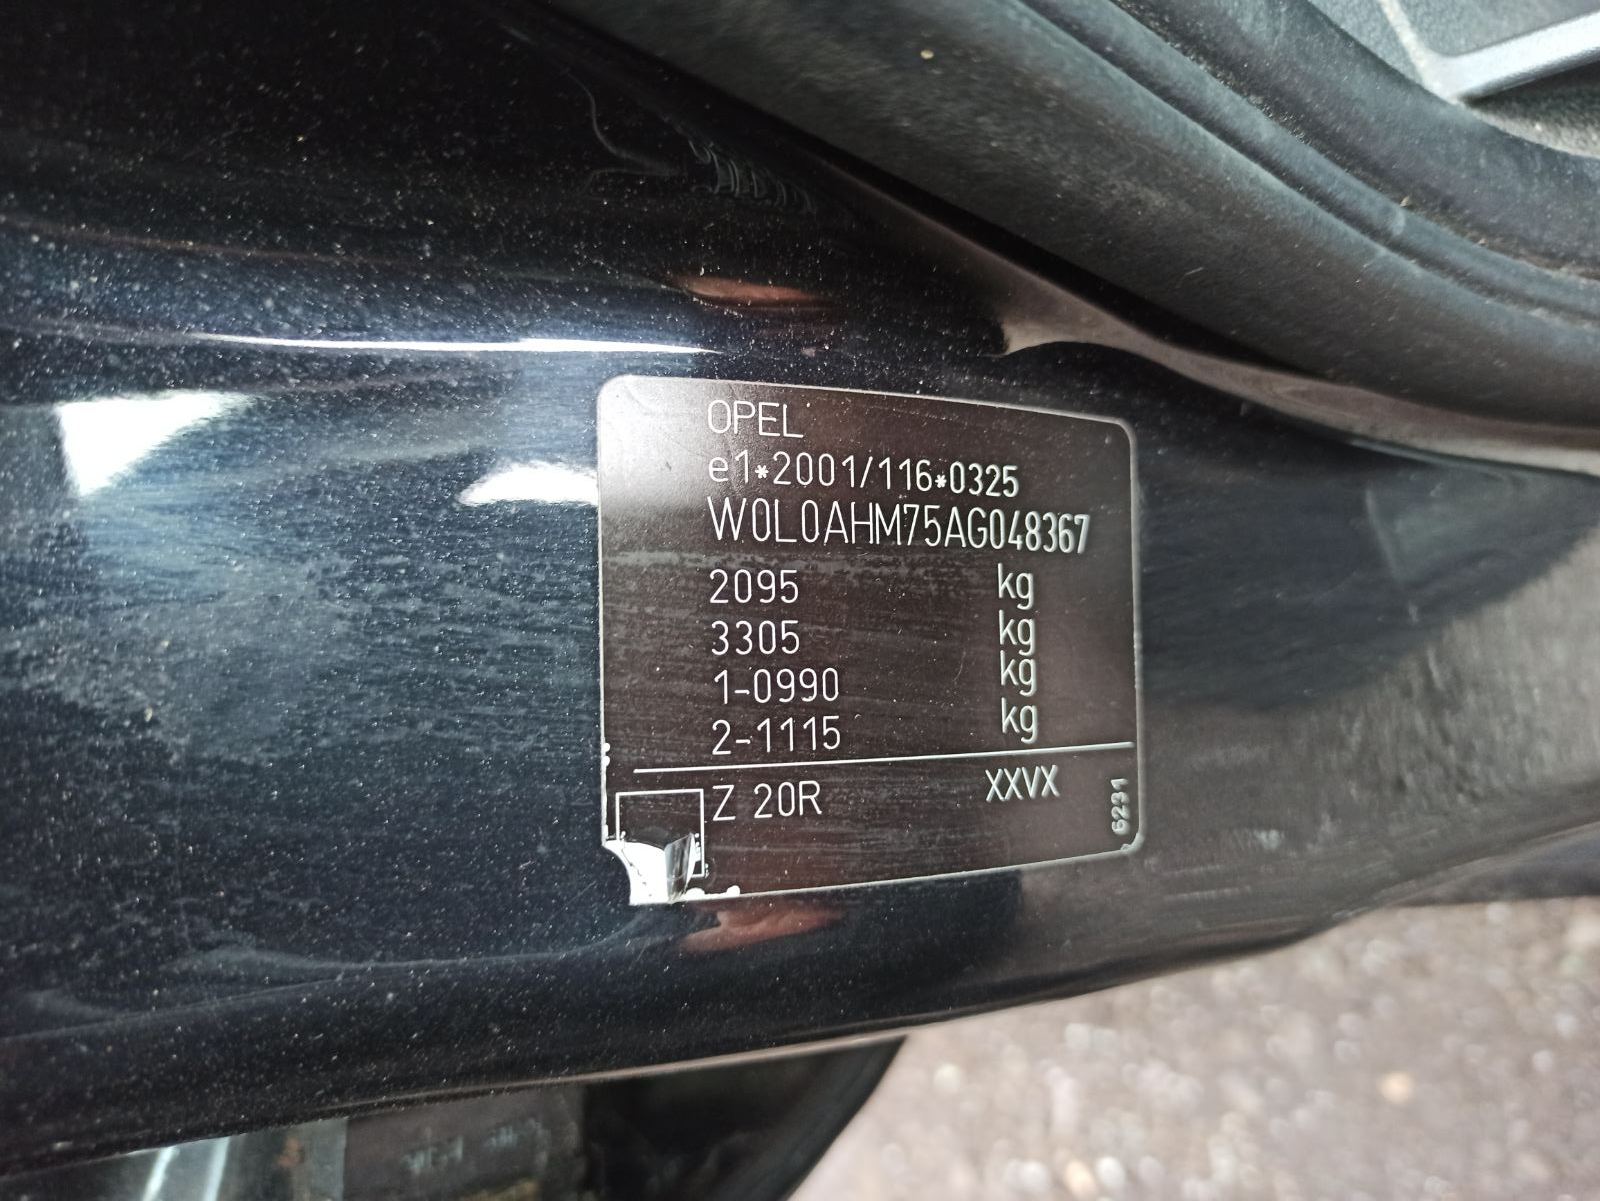 OPEL
e1*2001/116*0325
W0L0AHM75AG048367
2095 kg
3305 kg
1-0990 kg
2-1115 kg
Z 20R XXVX
6231